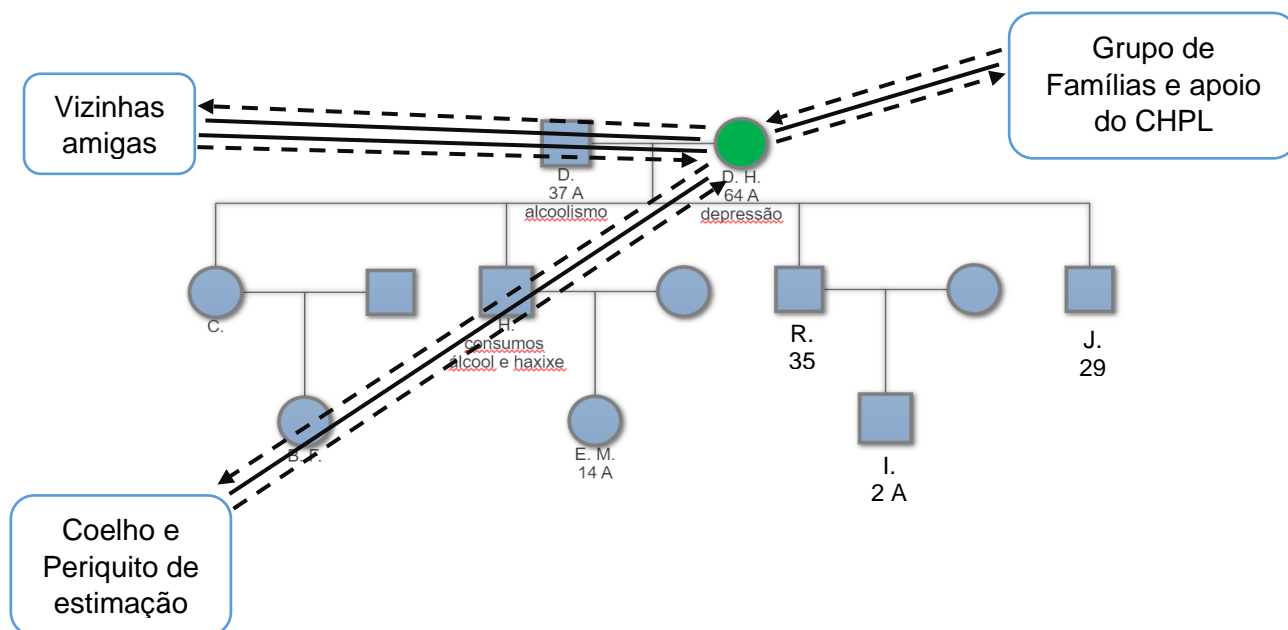 Grupo de
Famílias e apoio
do CHPL
Vizinhas
amigas
D.
37 A
alcoolismo
D. H.
64 A
depressão
C.
H.
consumos
álcool e haxixe
R.
35
J.
29
B. F.
E. M.
14 A
I.
2 A
Coelho e
Periquito de
estimação